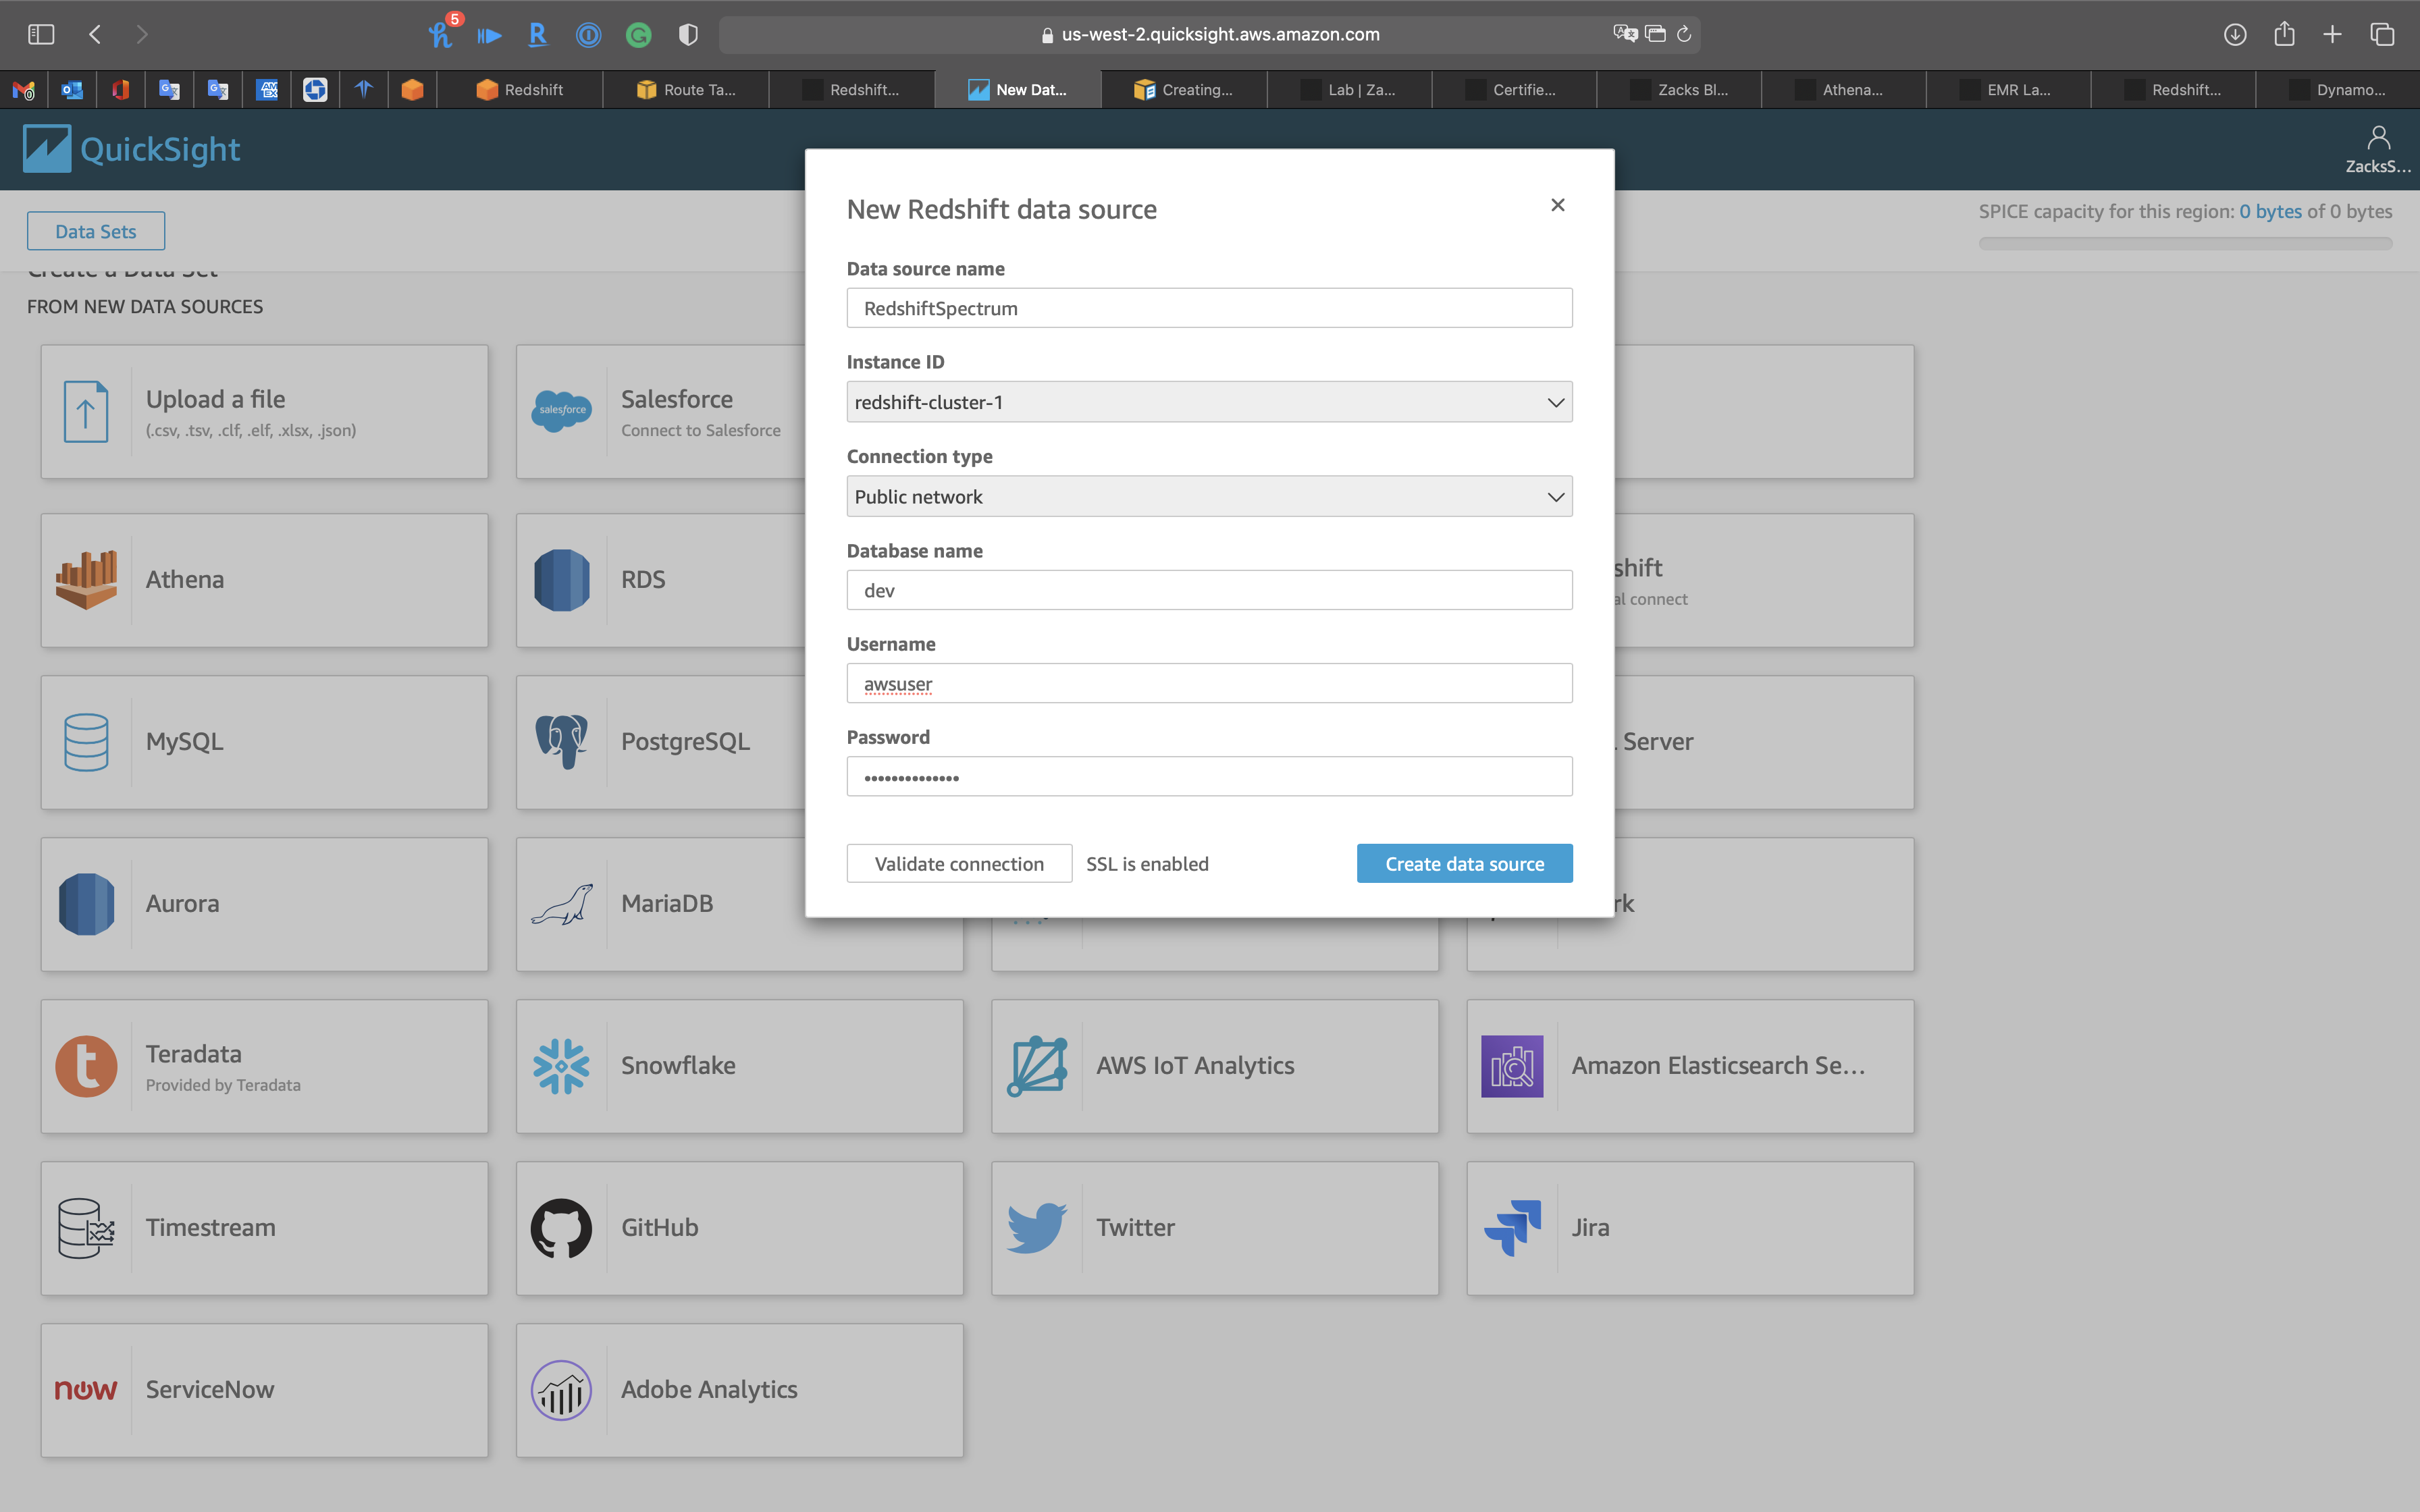 5
us-west-2.quicksight.aws.amazon.com
Redshift
Route Ta...
Redshift...
New Dat...
Creating...
Lab | Za...
Certifie...
Zacks Bl...
Athena...
EMR La...
Redshift...
Dynamo...
QuickSight
ZacksS...
Data Sets
SPICE capacity for this region: 0 bytes of 0 bytes
Create a Data Set
FROM NEW DATA SOURCES
New Redshift data source
Data source name
RedshiftSpectrum
Instance ID
redshift-cluster-1
Connection type
Public network
Database name
dev
Username
awsuser
Password
••••••••••••••
Validate connection
SSL is enabled
Create data source
Upload a file
(.csv, .tsv, .clf, .elf, .xlsx, .json)
salesforce
Salesforce
Connect to Salesforce
Athena
RDS
shift
al connect
MySQL
PostgreSQL
Server
Aurora
MariaDB
rk
Teradata
Provided by Teradata
Snowflake
AWS IoT Analytics
Amazon Elasticsearch Se...
Timestream
GitHub
Twitter
Jira
now
ServiceNow
Adobe Analytics